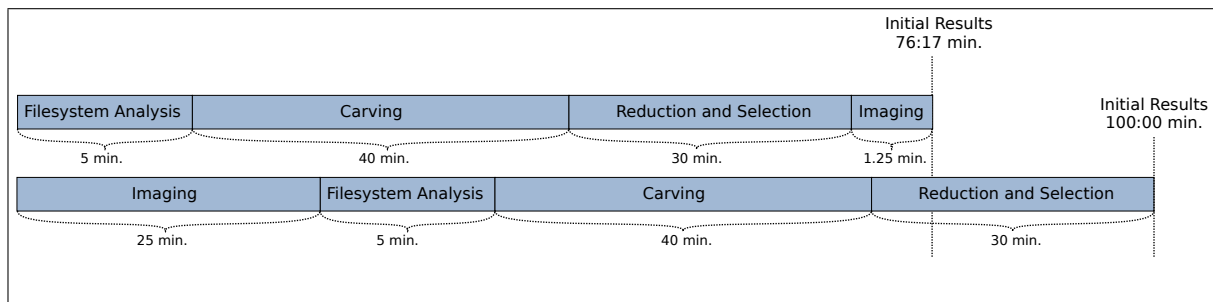 Initial Results
76:17 min.
Initial Results
100:00 min.
Filesystem Analysis
Carving
Reduction and Selection
Imaging
5 min.
40 min.
30 min.
1.25 min.
Imaging
Filesystem Analysis
Carving
Reduction and Selection
25 min.
5 min.
40 min.
30 min.